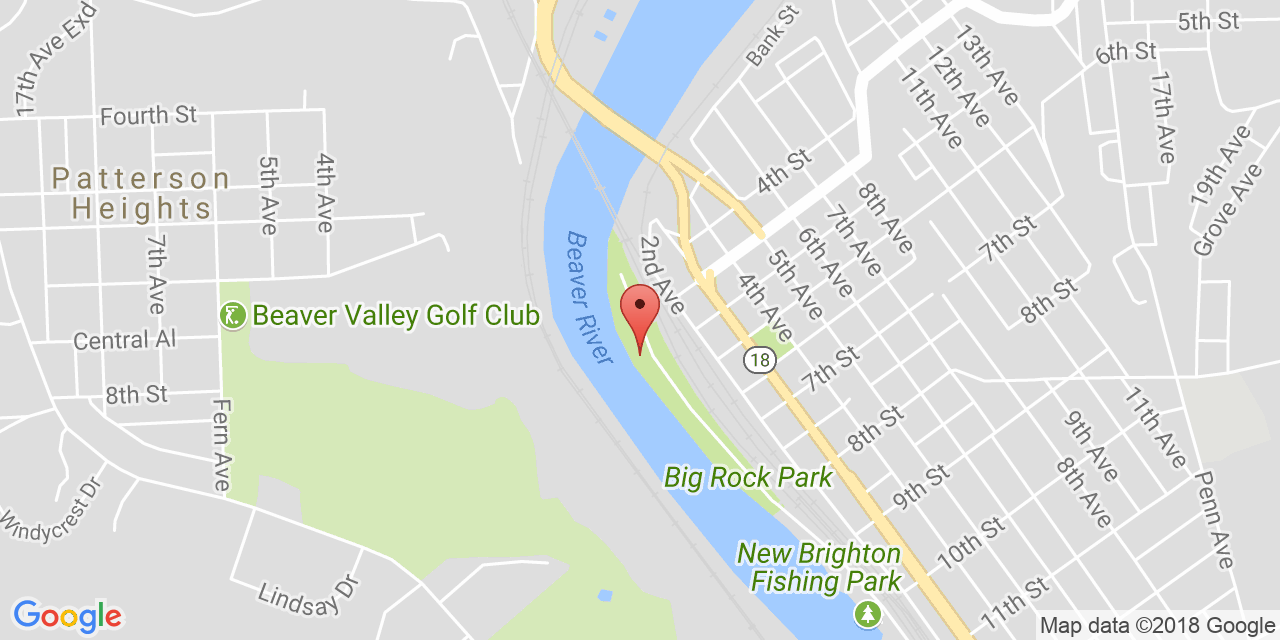 17th Ave Exd
Bank St
5th St
6th St
13th Ave
12th Ave
11th Ave
17th Ave
Fourth St
5th Ave
4th Ave
Patterson
Heights
4th St
19th Ave
Grove Ave
8th Ave
7th Ave
6th Ave
5th Ave
4th Ave
7th St
7th Ave
Beaver River
2nd Ave
8th St
Beaver Valley Golf Club
Central Al
18
7th St
8th St
Fern Ave
8th St
11th Ave
9th Ave
8th Ave
Big Rock Park
9th St
Penn Ave
Windycrest Dr
10th St
New Brighton
Fishing Park
Lindsay Dr
11th St
Google
Map data ©2018 Google